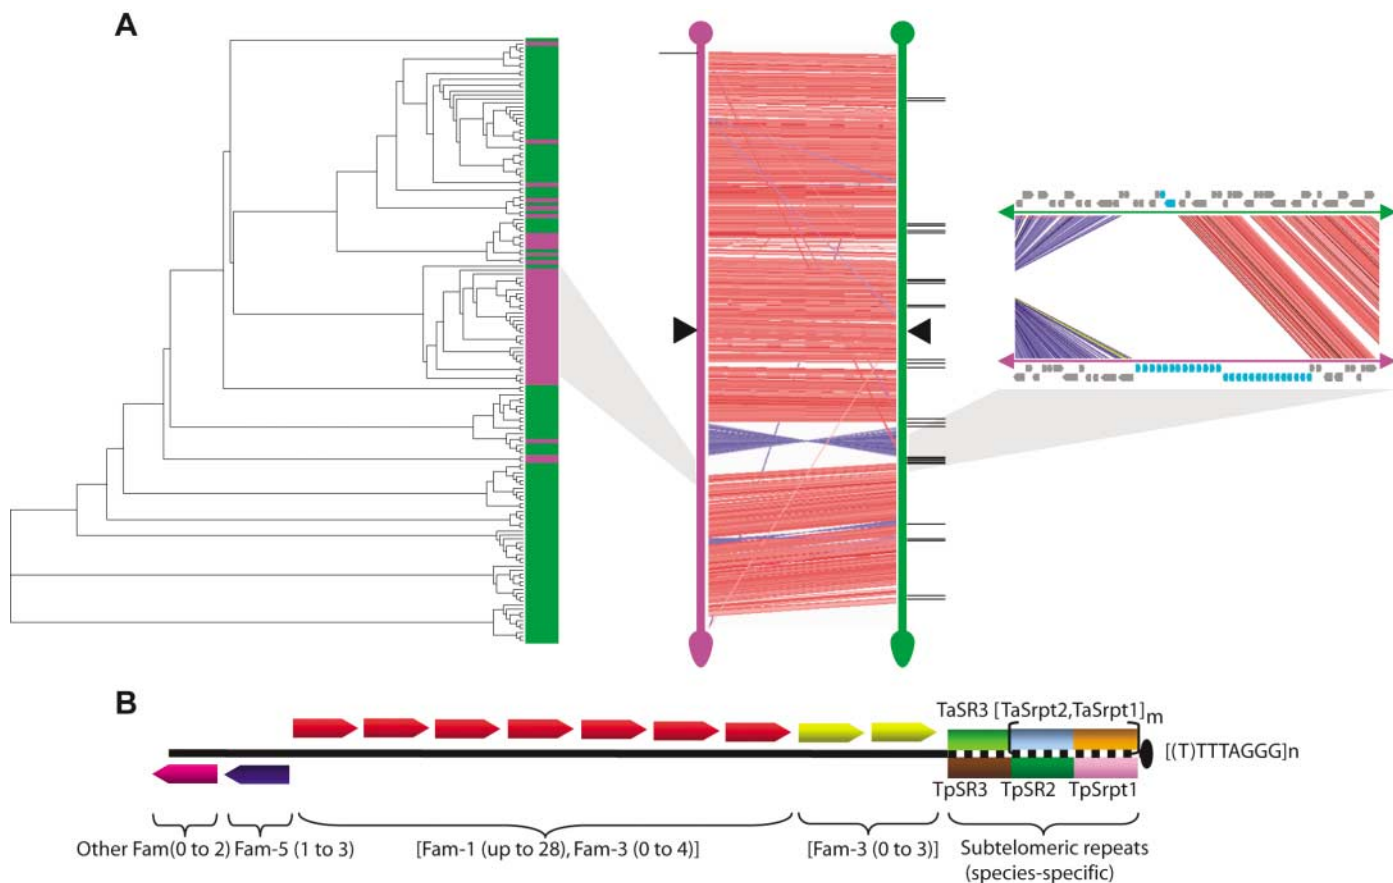 A
B
TaSR3 [TaSrpt2,TaSrpt1]m
[(T)TTTAGGG]n
TpSR3 TpSR2 TpSrpt1
Other Fam(0 to 2) Fam-5 (1 to 3) [Fam-1 (up to 28), Fam-3 (0 to 4)] [Fam-3 (0 to 3)] Subtelomeric repeats
(species-specific)